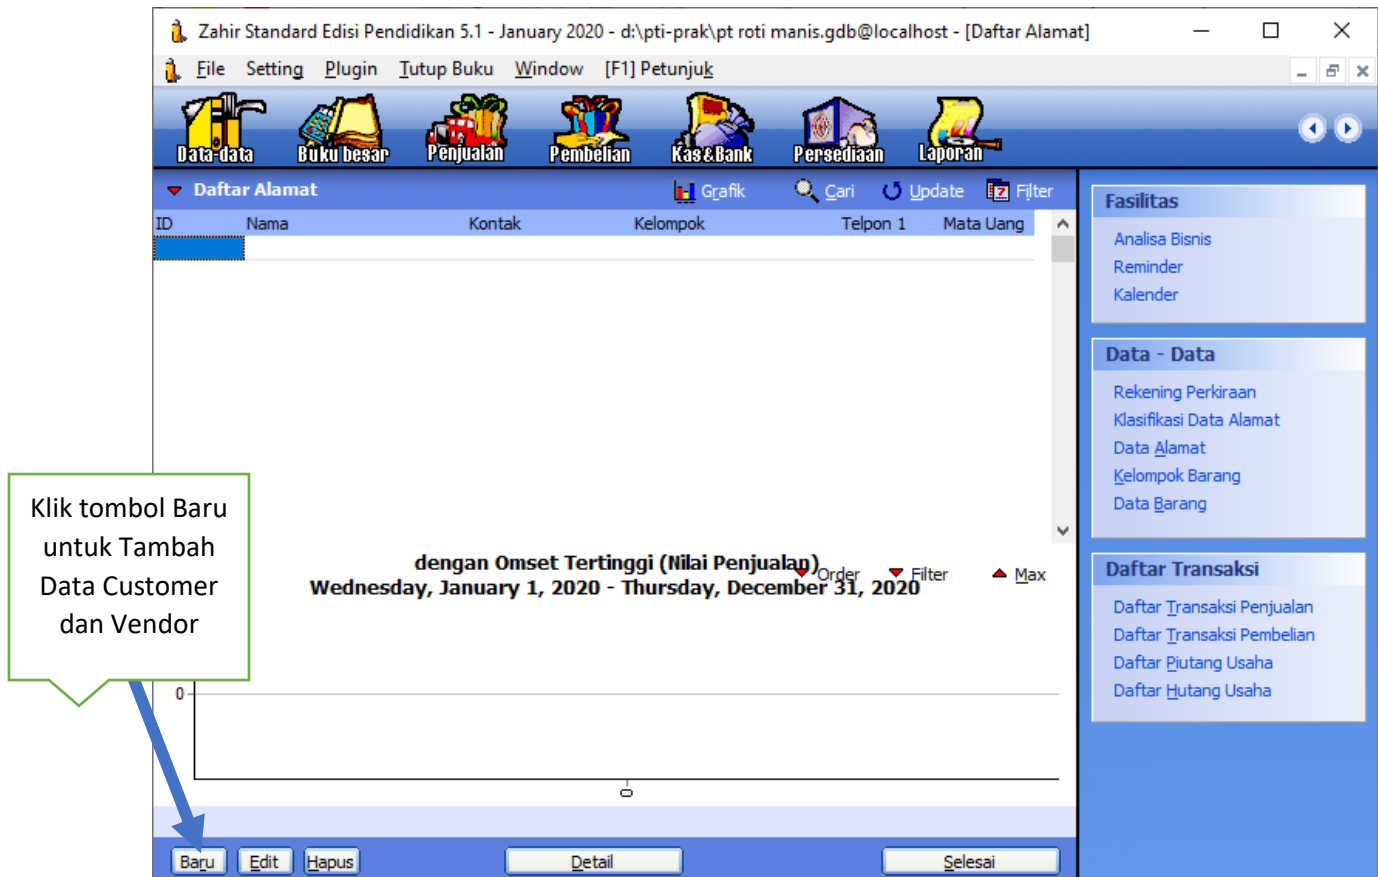 Zahir Standard Edisi Pendidikan 5.1 - January 2020 - d:\pti-prak\pt roti manis.gdb@localhost - [Daftar Alamat]
File Setting Plugin Tutup Buku Window [F1] Petunjuk
Data-data Buku besar Penjualan Pembelian Kas&Bank Persediaan Laporan
Daftar Alamat Grafik Cari Update Filter
ID Nama Kontak Kelompok Telpon 1 Mata Uang
Fasilitas
Analisa Bisnis
Reminder
Kalender
Data - Data
Rekening Perkiraan
Klasifikasi Data Alamat
Data Alamat
Kelompok Barang
Data Barang
Klik tombol Baru
untuk Tambah
Data Customer
dan Vendor
dengan Omset Tertinggi (Nilai Penjualan)
Wednesday, January 1, 2020 - Thursday, December 31, 2020
Order Filter Max
Daftar Transaksi
Daftar Transaksi Penjualan
Daftar Transaksi Pembelian
Daftar Piutang Usaha
Daftar Hutang Usaha
0
0
Baru Edit Hapus Detail Selesai